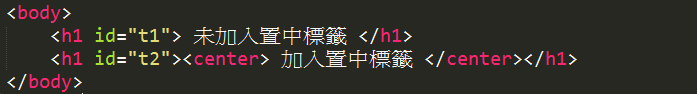 <body>
<h1 id="t1"> 未加入置中標籤 </h1>
<h1 id="t2"><center> 加入置中標籤 </center></h1>
</body>